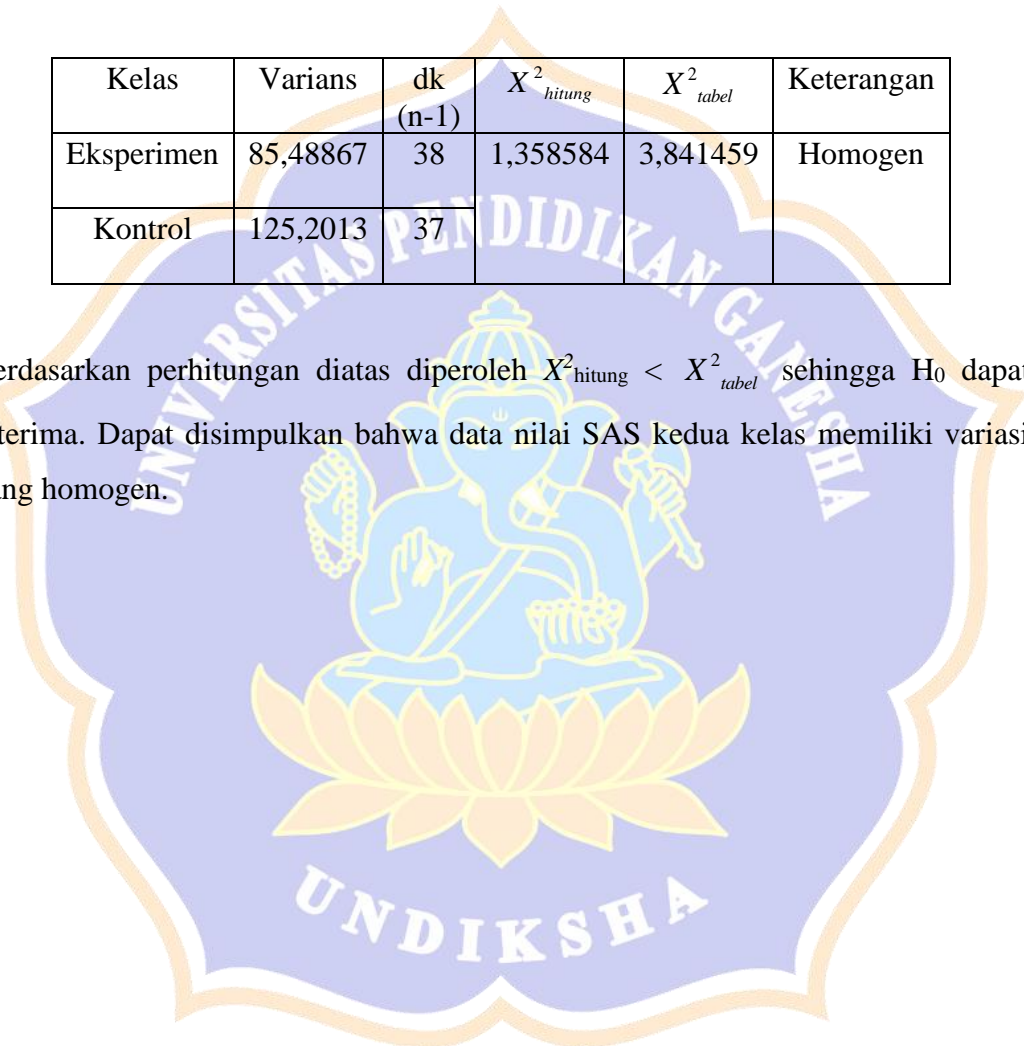 Kelas Varians dk (n-1) X²hitung X²tabel Keterangan
Eksperimen 85,48867 38 1,358584 3,841459 Homogen
Kontrol 125,2013 37
erdasarkan perhitungan diatas diperoleh X²hitung < X²tabel sehingga H₀ dapat
terima. Dapat disimpulkan bahwa data nilai SAS kedua kelas memiliki variasi
ng homogen.
UNIVERSITAS PENDIDIKAN GANESHA
UNDIKSHA